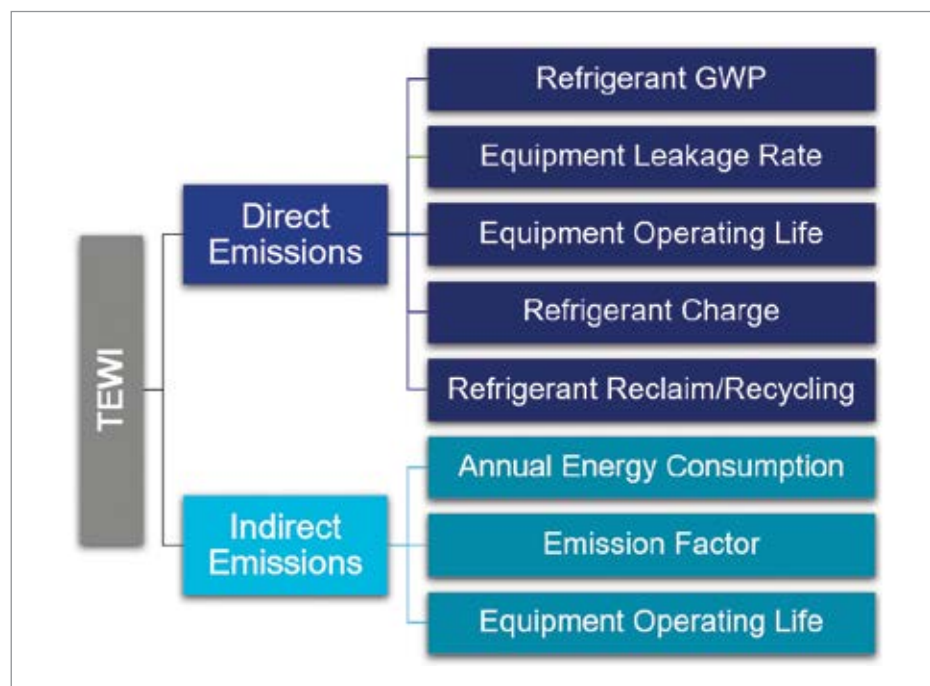 TEWI
Direct
Emissions
Refrigerant GWP
Equipment Leakage Rate
Equipment Operating Life
Refrigerant Charge
Refrigerant Reclaim/Recycling
Indirect
Emissions
Annual Energy Consumption
Emission Factor
Equipment Operating Life